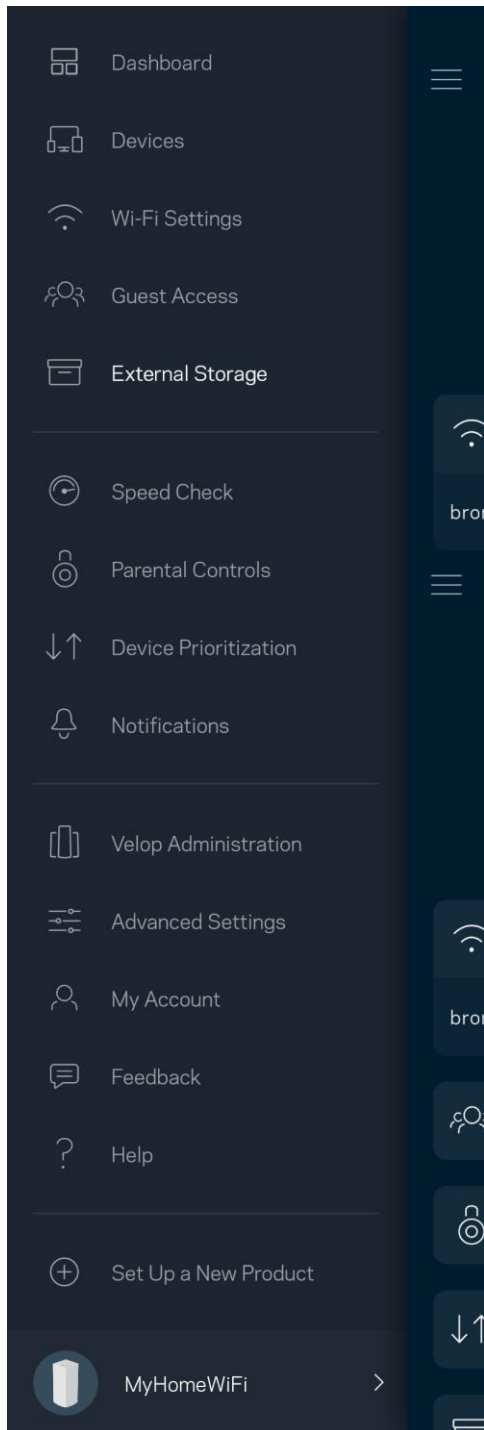 Dashboard
Devices
Wi-Fi Settings
Guest Access
External Storage
Speed Check
Parental Controls
Device Prioritization
Notifications
Velop Administration
Advanced Settings
My Account
Feedback
Help
Set Up a New Product
MyHomeWiFi